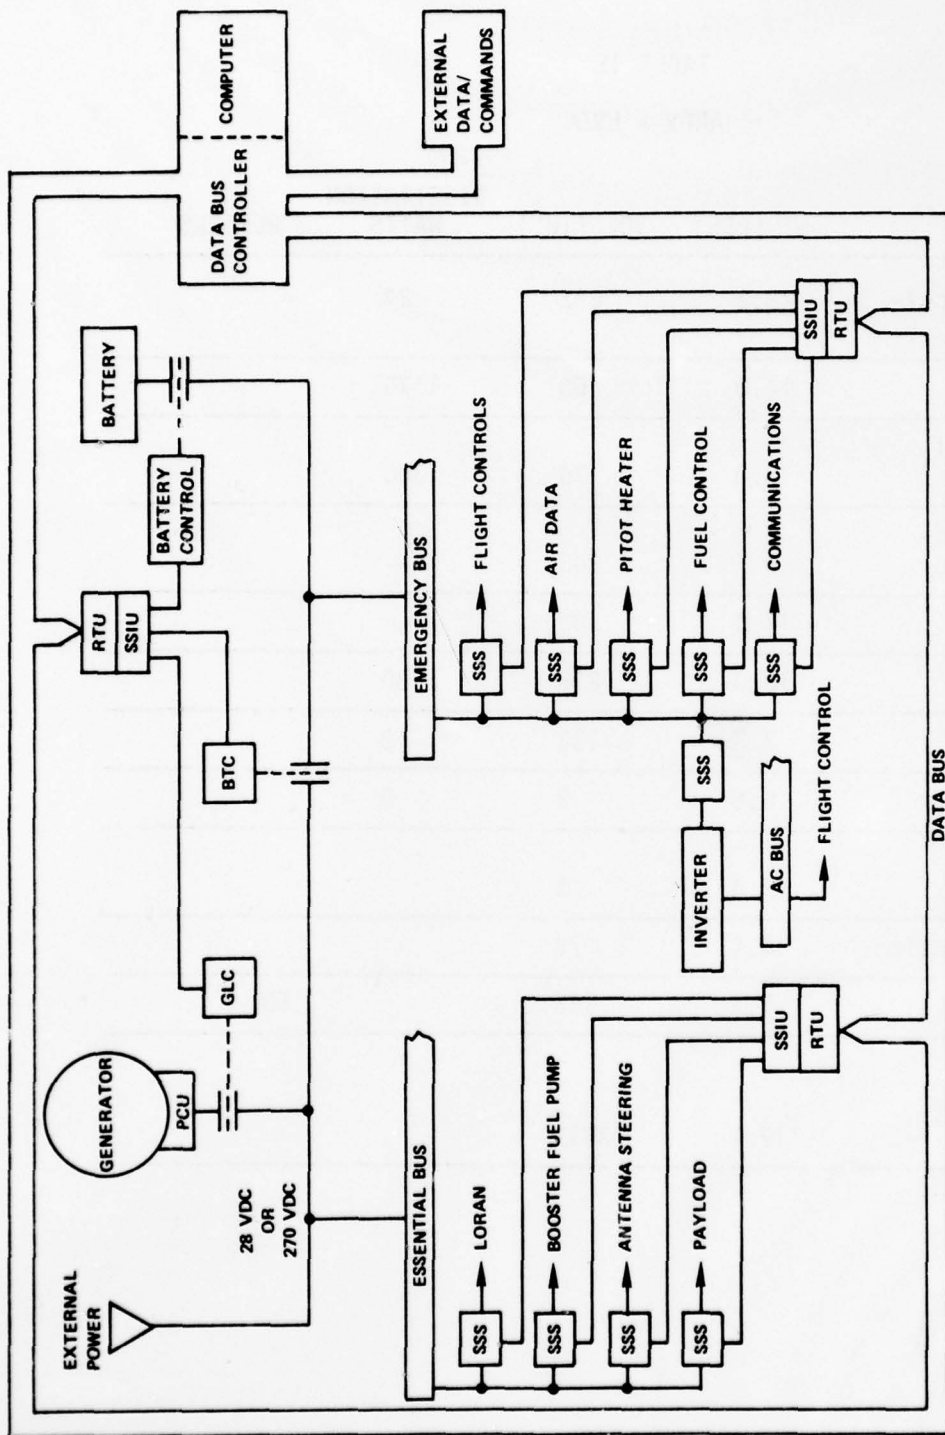 EXTERNAL
POWER
GENERATOR
PCU
GLC
28 VDC
OR
270 VDC
BTC
RTU
SSIU
BATTERY
CONTROL
BATTERY
DATA BUS
CONTROLLER
COMPUTER
EXTERNAL
DATA/
COMMANDS
ESSENTIAL BUS
SSS
LORAN
SSS
BOOSTER FUEL PUMP
SSS
ANTENNA STEERING
SSS
PAYLOAD
SSIU
RTU
EMERGENCY BUS
SSS
FLIGHT CONTROLS
SSS
AIR DATA
SSS
PITOT HEATER
SSS
FUEL CONTROL
SSS
COMMUNICATIONS
INVERTER
SSS
AC BUS
FLIGHT CONTROL
SSIU
RTU
DATA BUS